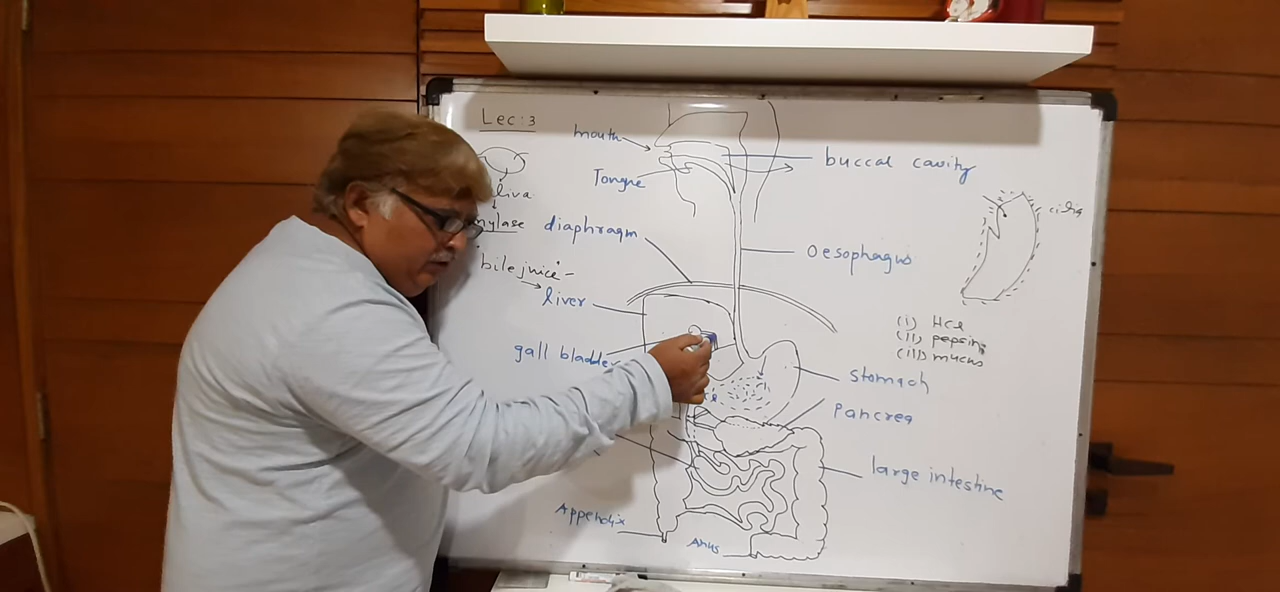 Lec: 3
mouth
buccal cavity
Tongue
diaphragm
"bile juice" -
liver
Oesophagus
(i) HCl
(ii) pepsin
(iii) mucus
gall bladder
stomach
Pancrea
large intestine
Appendix
Anus